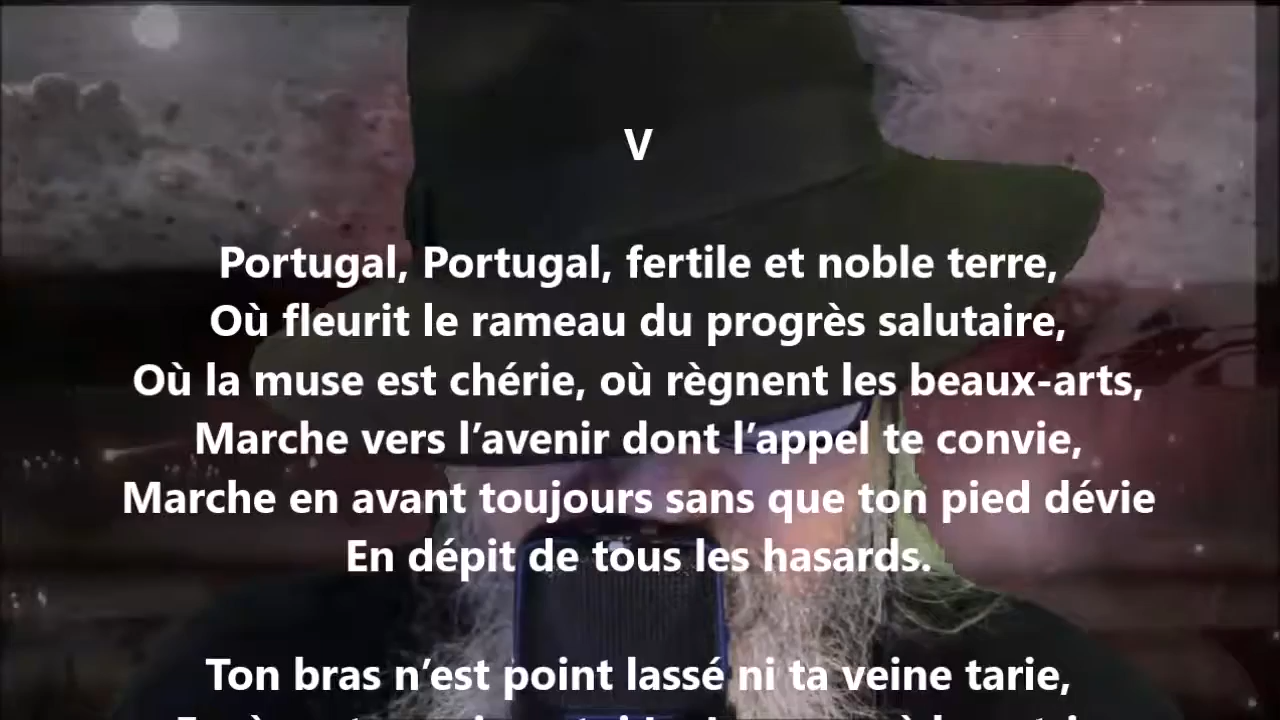 V
Portugal, Portugal, fertile et noble terre,
Où fleurit le rameau du progrès salutaire,
Où la muse est chérie, où règnent les beaux-arts,
Marche vers l’avenir dont l’appel te convie,
Marche en avant toujours sans que ton pied dévie
En dépit de tous les hasards.
Ton bras n’est point lassé ni ta veine tarie,